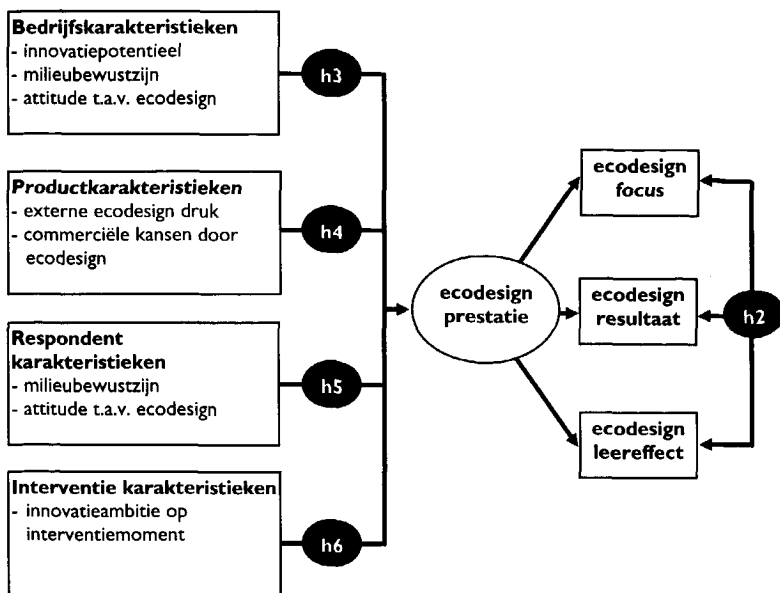 Bedrijfskarakteristieken
- innovatiepotentieel
- milieubewustzijn
- attitude t.a.v. ecodesign
h3
Productkarakteristieken
- externe ecodesign druk
- commerciële kansen door
ecodesign
h4
Respondent
karakteristieken
- milieubewustzijn
- attitude t.a.v. ecodesign
h5
Interventie karakteristieken
- innovatieambitie op
interventiemoment
h6
ecodesign
prestatie
ecodesign
focus
ecodesign
resultaat
ecodesign
leereffect
h2